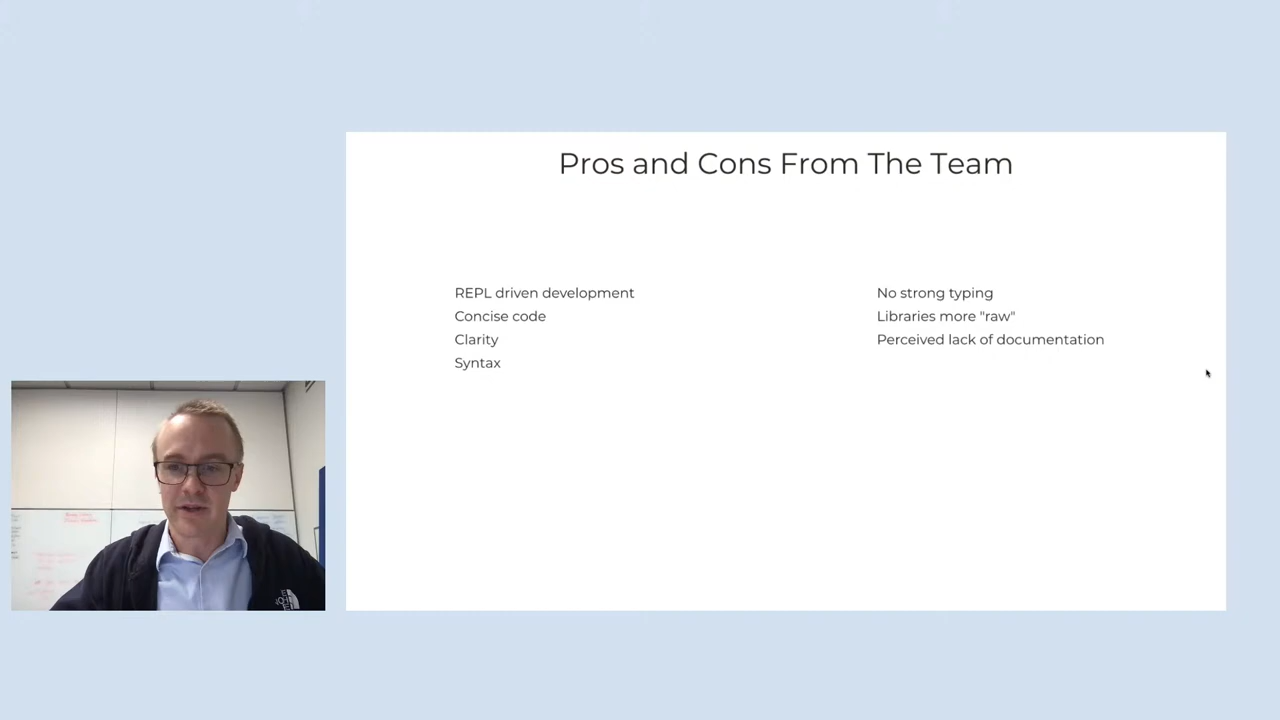 Pros and Cons From The Team
REPL driven development
Concise code
Clarity
Syntax
No strong typing
Libraries more "raw"
Perceived lack of documentation